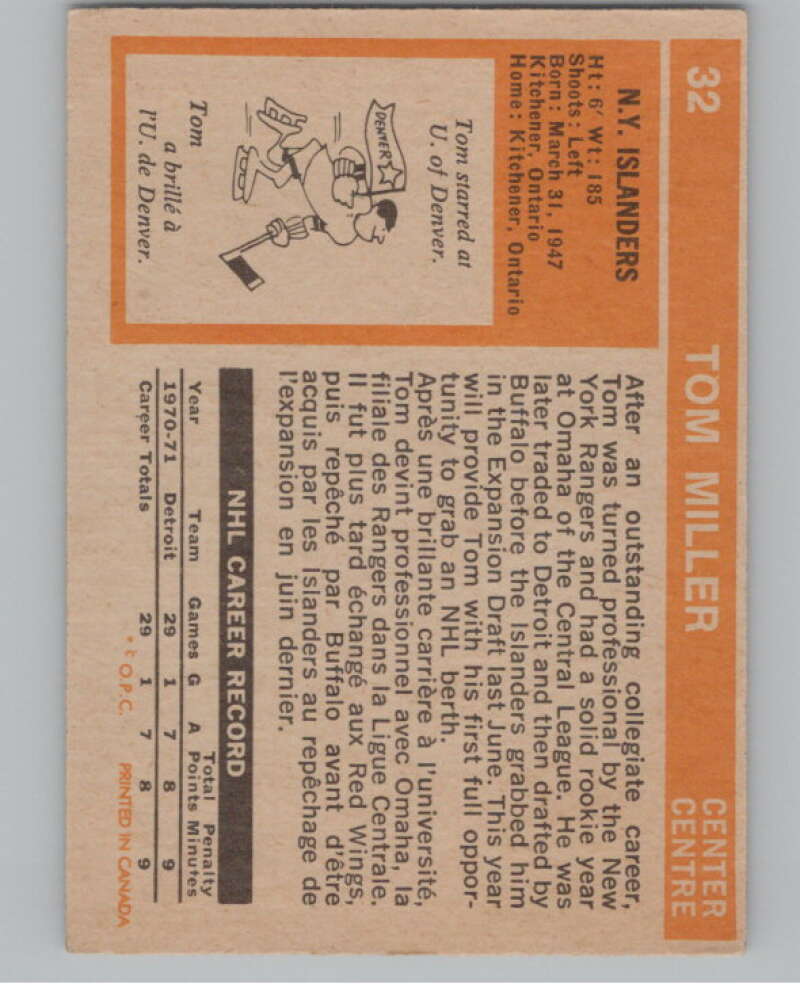 32
TOM MILLER
CENTER
CENTRE
N.Y. ISLANDERS
Ht: 6' Wt: 185
Shoots: Left
Born: March 31, 1947
Kitchener, Ontario
Home: Kitchener, Ontario
Tom starred at
U. of Denver.
DENVER
Tom
a brillé à
l'U. de Denver.
After an outstanding collegiate career,
Tom was turned professional by the New
York Rangers and had a solid rookie year
at Omaha of the Central League. He was
later traded to Detroit and then drafted by
Buffalo before the Islanders grabbed him
in the Expansion Draft last June. This year
will provide Tom with his first full oppor-
tunity to grab an NHL berth.
Après une brillante carrière à l'université,
Tom devint professionnel avec Omaha, la
filiale des Rangers dans la Ligue Centrale.
Il fut plus tard échangé aux Red Wings,
puis repêché par Buffalo avant d'être
acquis par les Islanders au repêchage de
l'expansion en juin dernier.
NHL CAREER RECORD
Total Penalty
Year Team Games G A Points Minutes
1970-71 Detroit 29 1 7 8 9
Career Totals 29 1 7 8 9
O.P.C. PRINTED IN CANADA